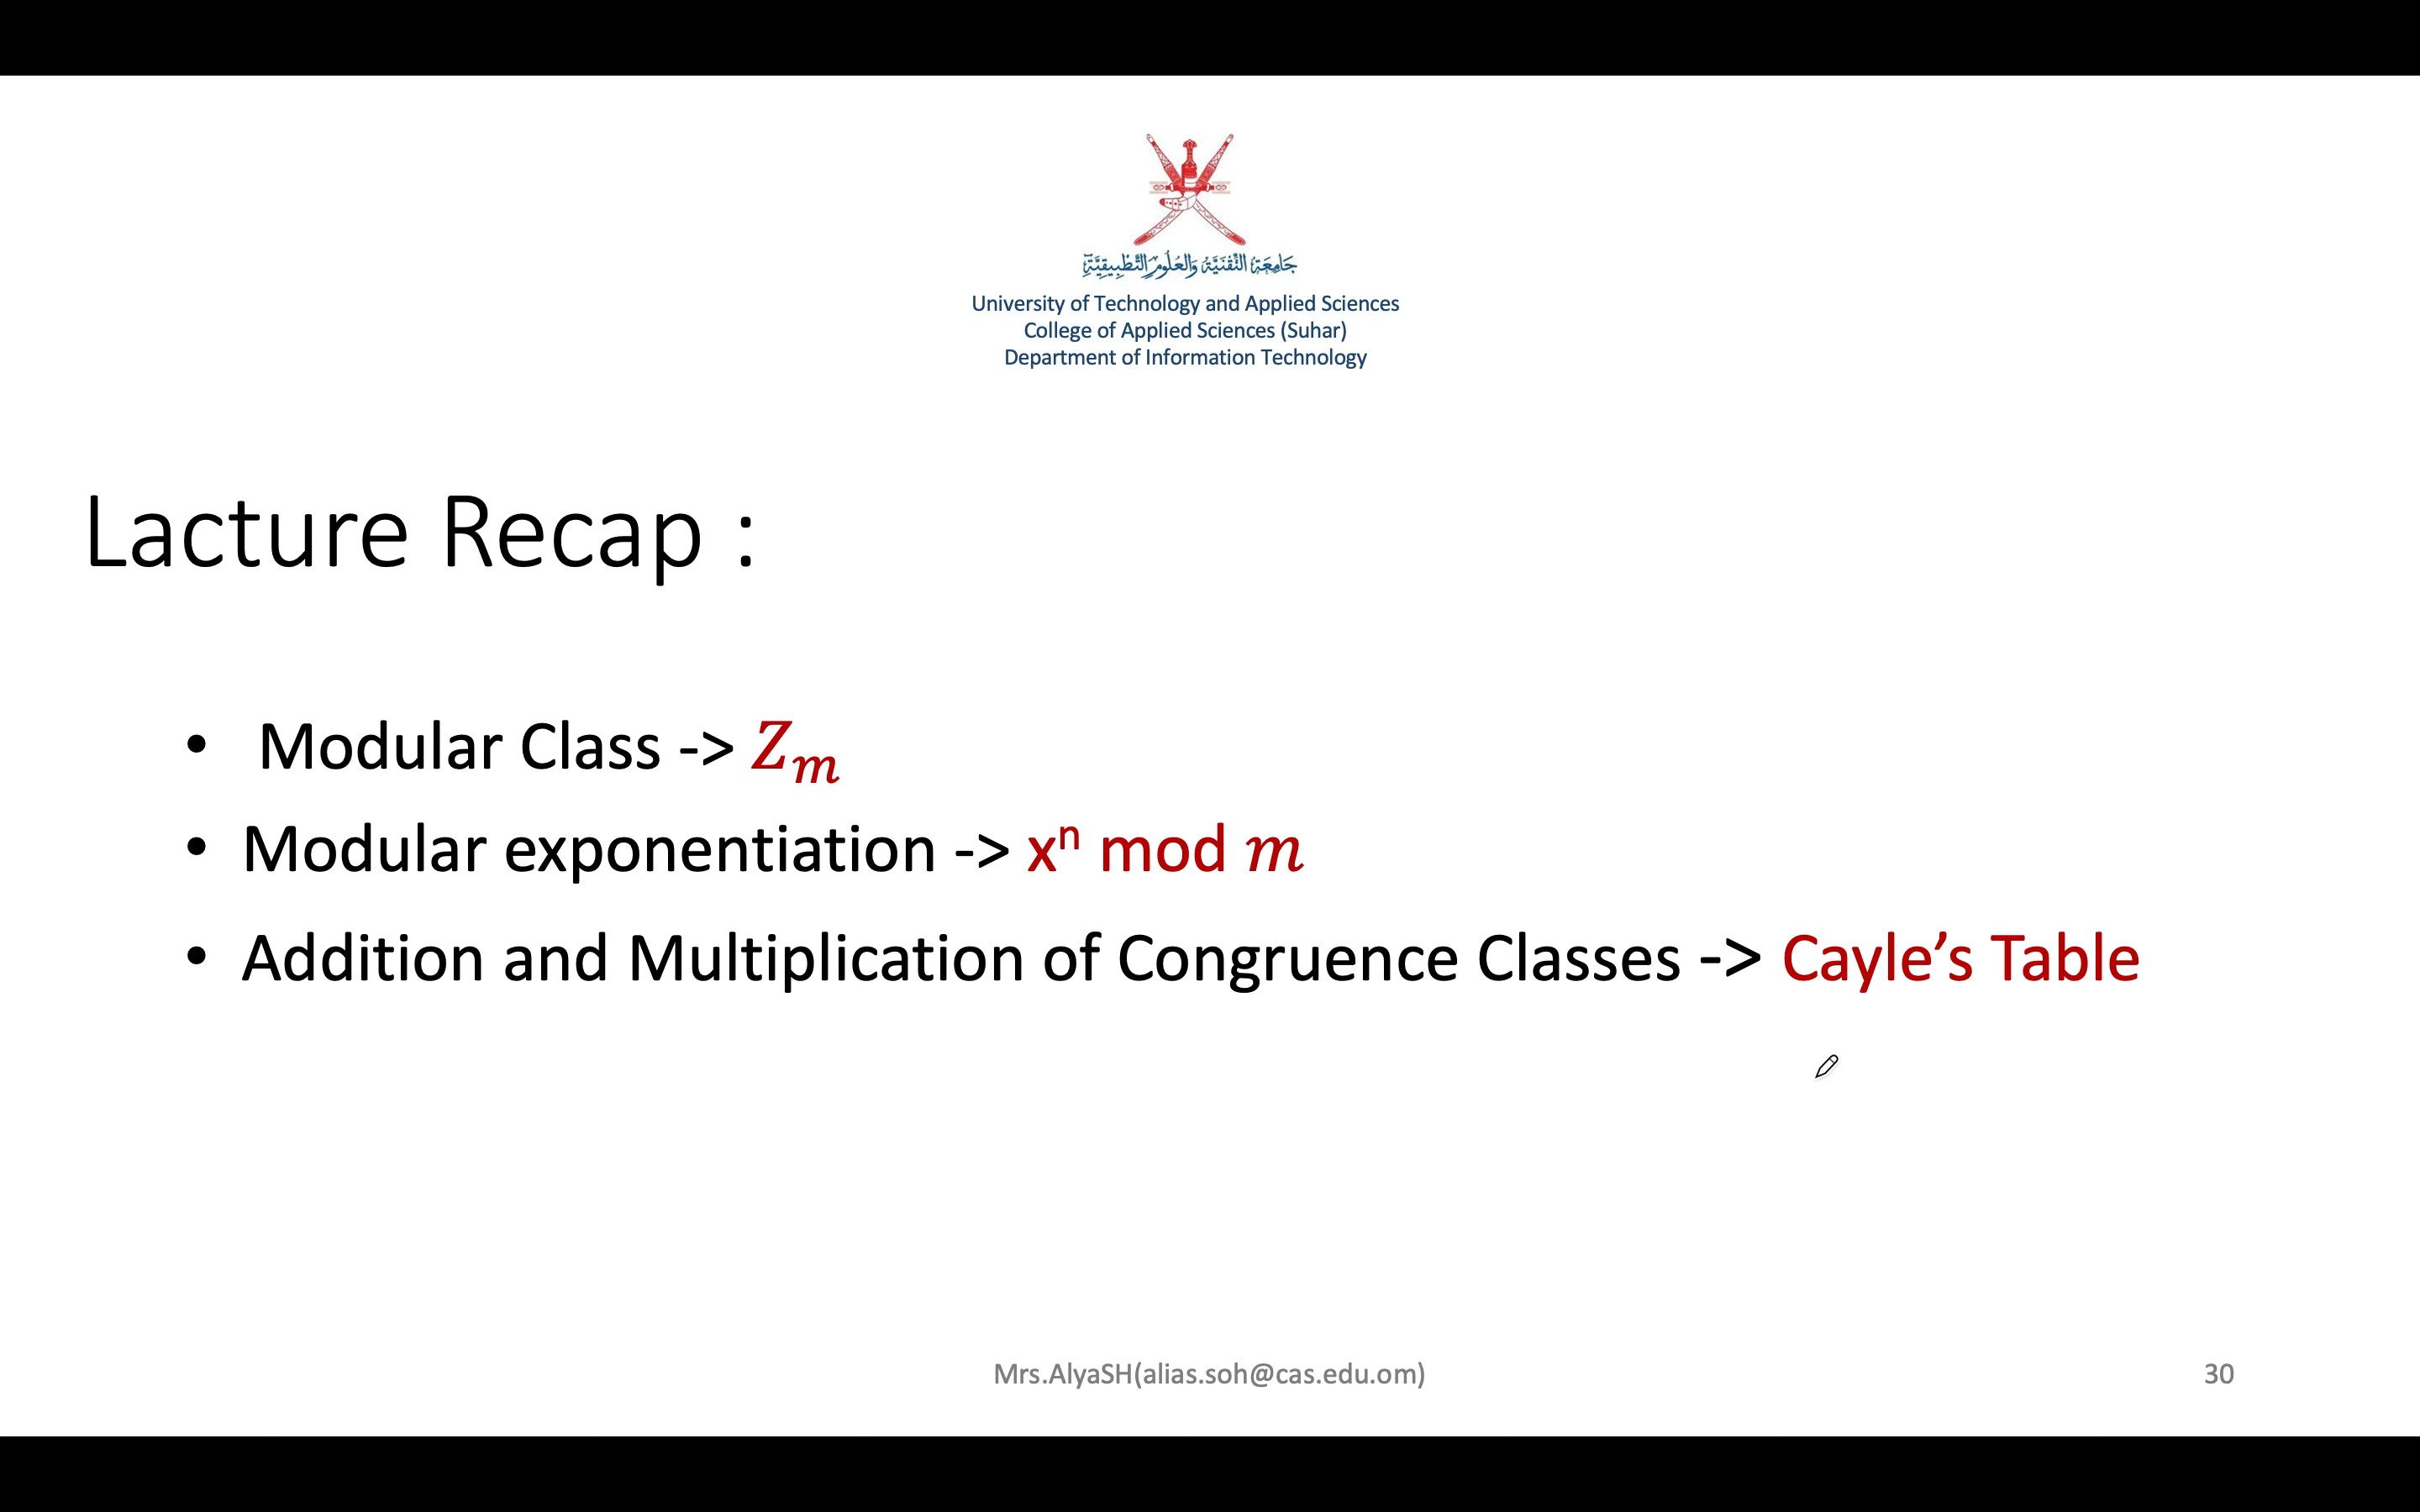 جَامِعَة التِّقْنِيَّة وَالعُلُوم التَّطْبِيقِيَّة
University of Technology and Applied Sciences
College of Applied Sciences (Suhar)
Department of Information Technology
Lacture Recap :
• Modular Class -> Zₘ
• Modular exponentiation -> xⁿ mod m
• Addition and Multiplication of Congruence Classes -> Cayle’s Table
Mrs.AlyaSH(alias.soh@cas.edu.om)
30